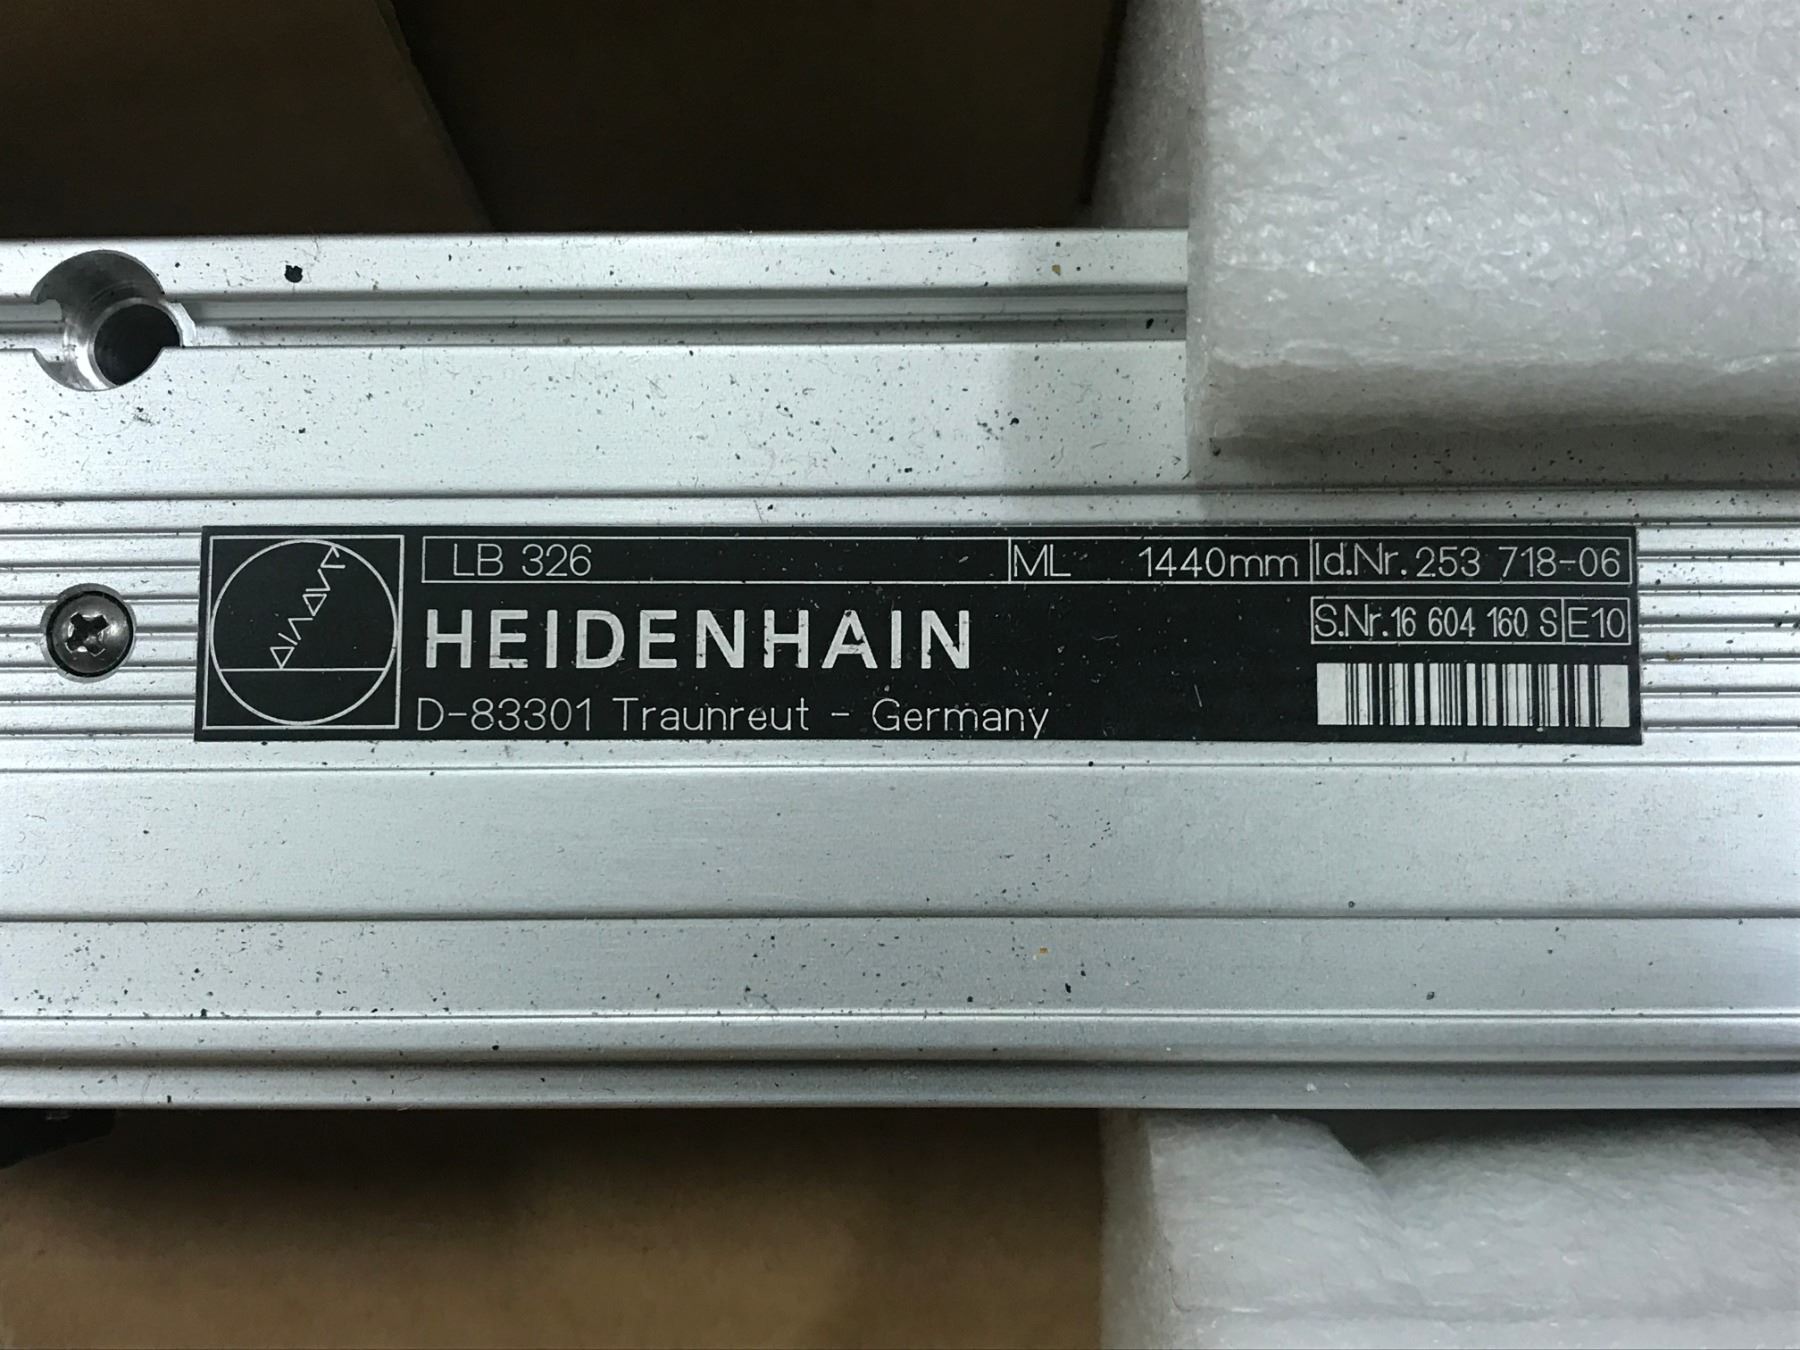 LB 326 ML 1440mm Id.Nr. 253 718-06
HEIDENHAIN S.Nr. 16 604 160 S E10
D-83301 Traunreut - Germany